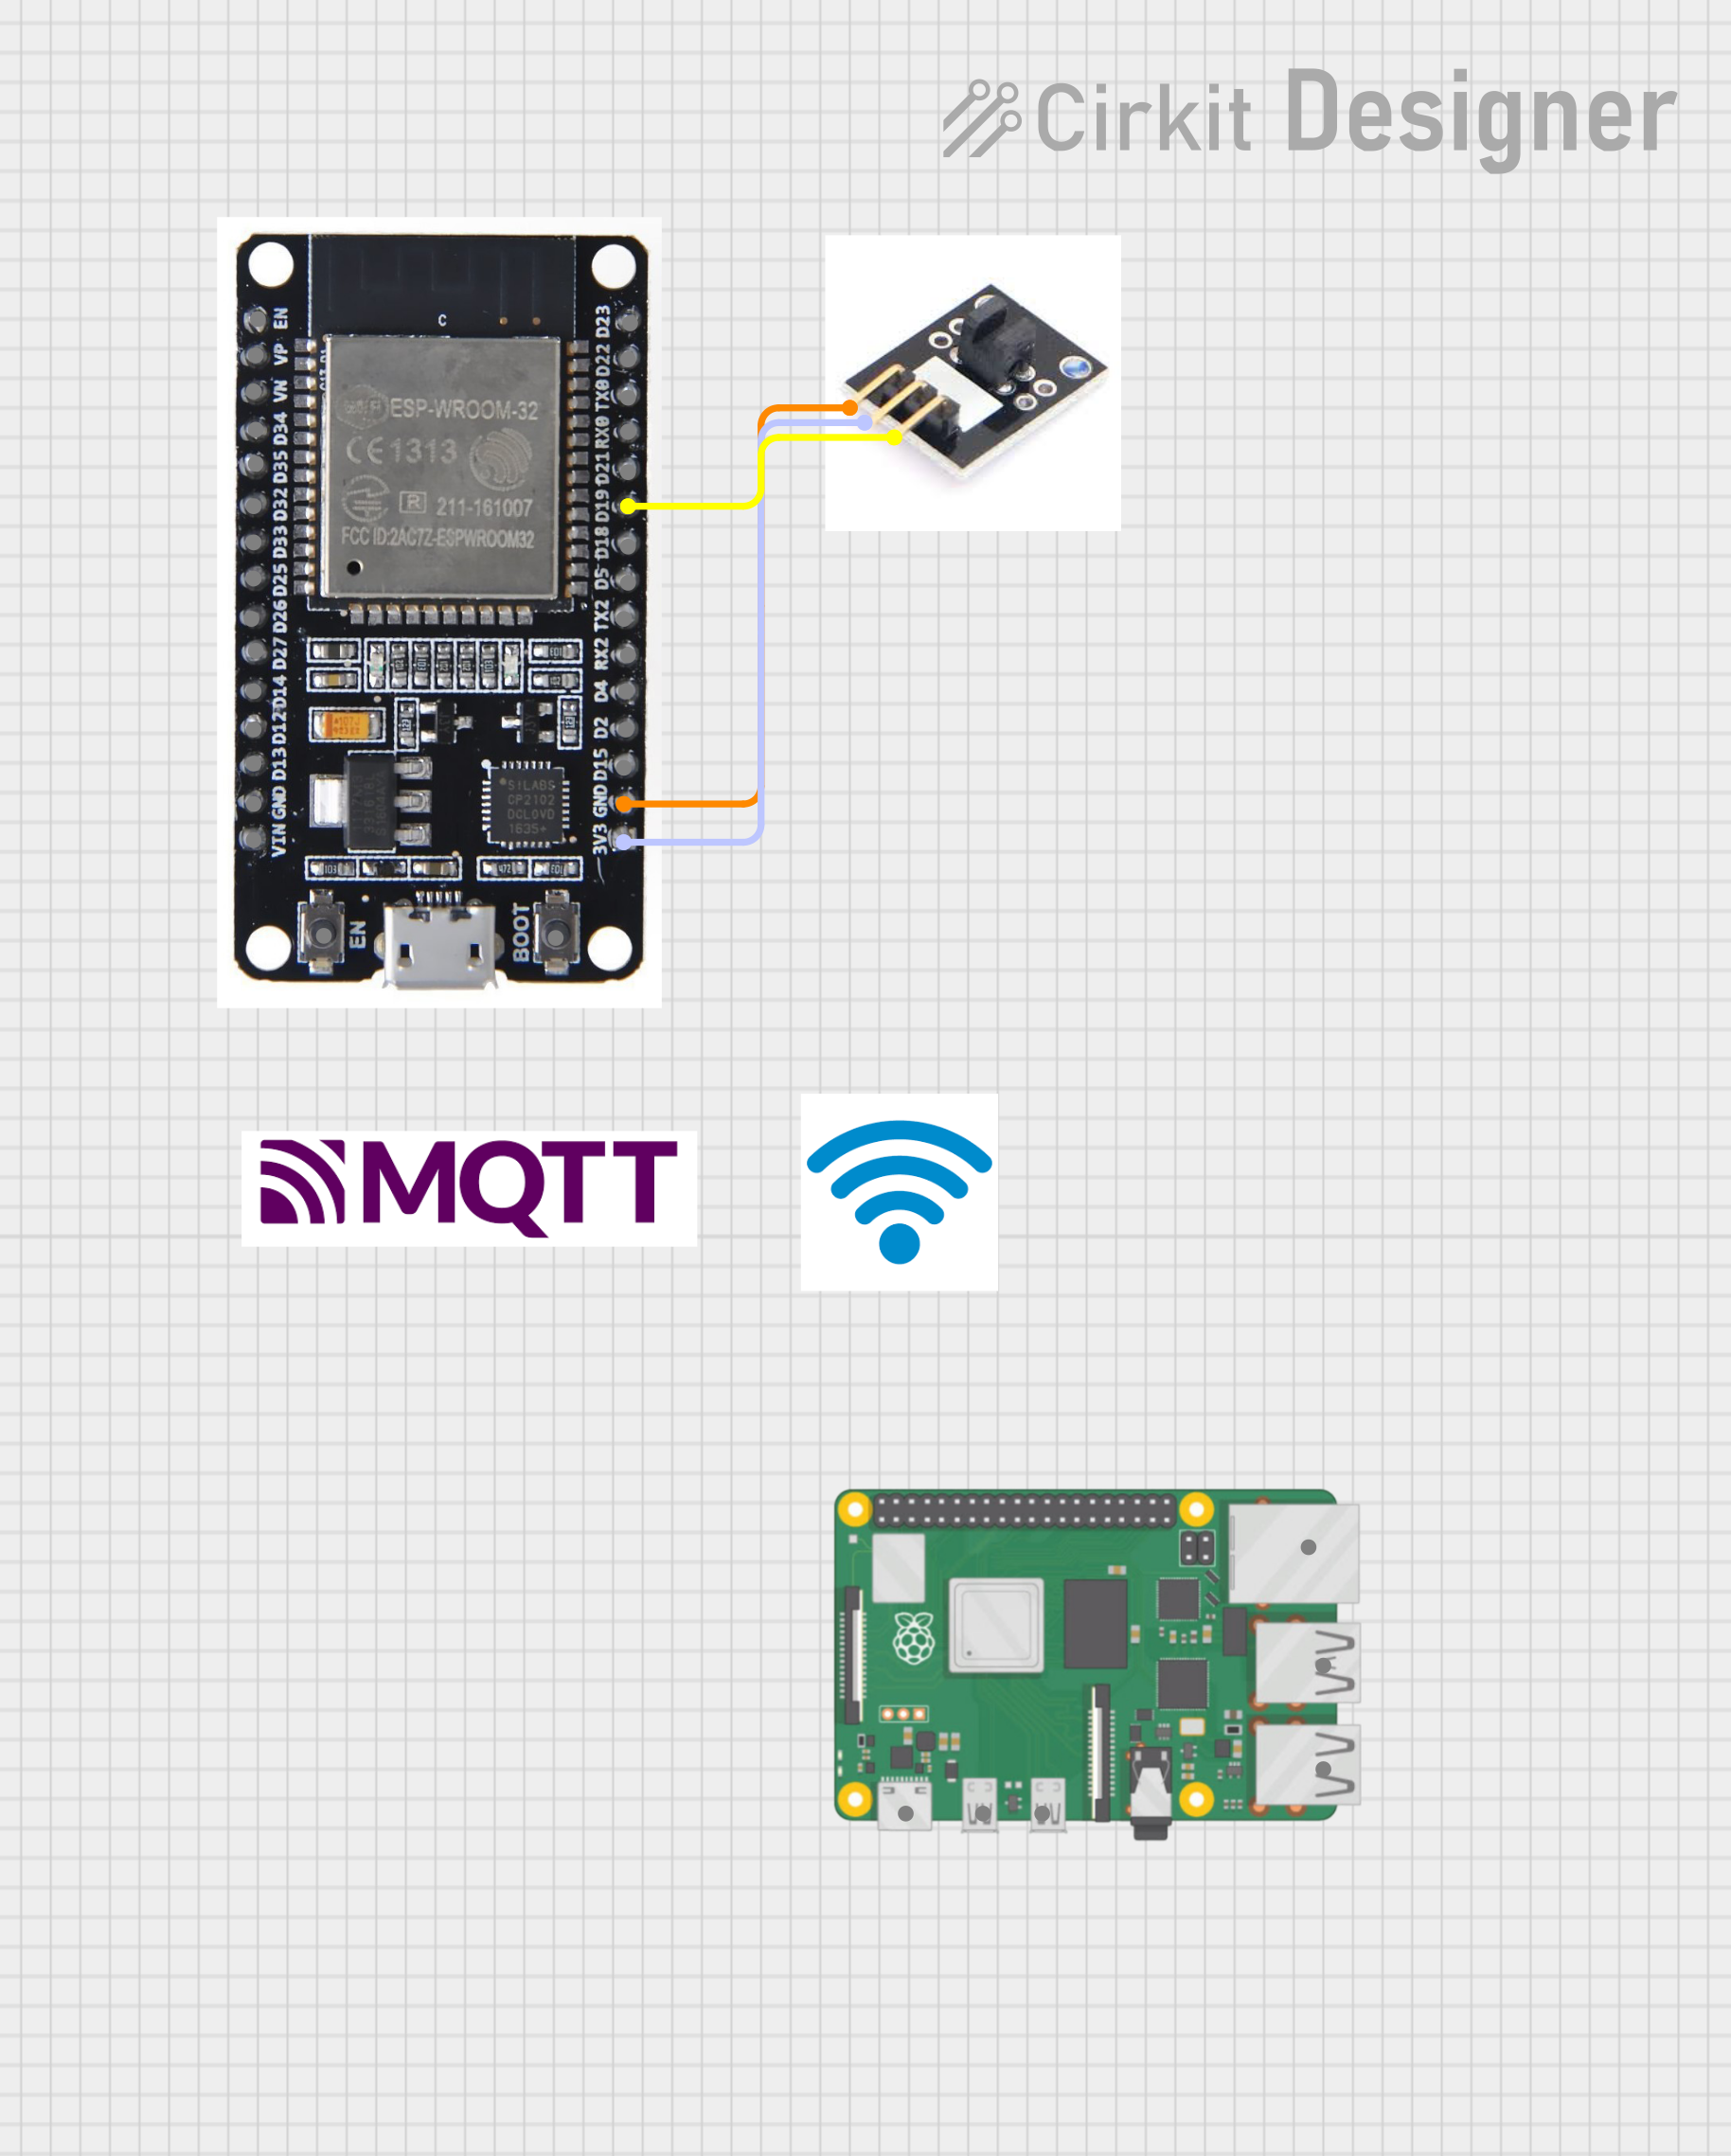 Cirkit Designer
EN
VP
VN
D34
D35
D32
D33
D25
D26
D27
D14
D12
D13
GND
VIN
D23
D22
TX0
RX0
D21
D19
D18
D5
TX2
RX2
D4
D2
D15
GND
3V3
C
ESP-WROOM-32
CE1313
R 211-161007
FCC ID:2AC7Z-ESPWROOM32
SILABS
CP2102
DCL0VD
1635+
EN
BOOT
MQTT